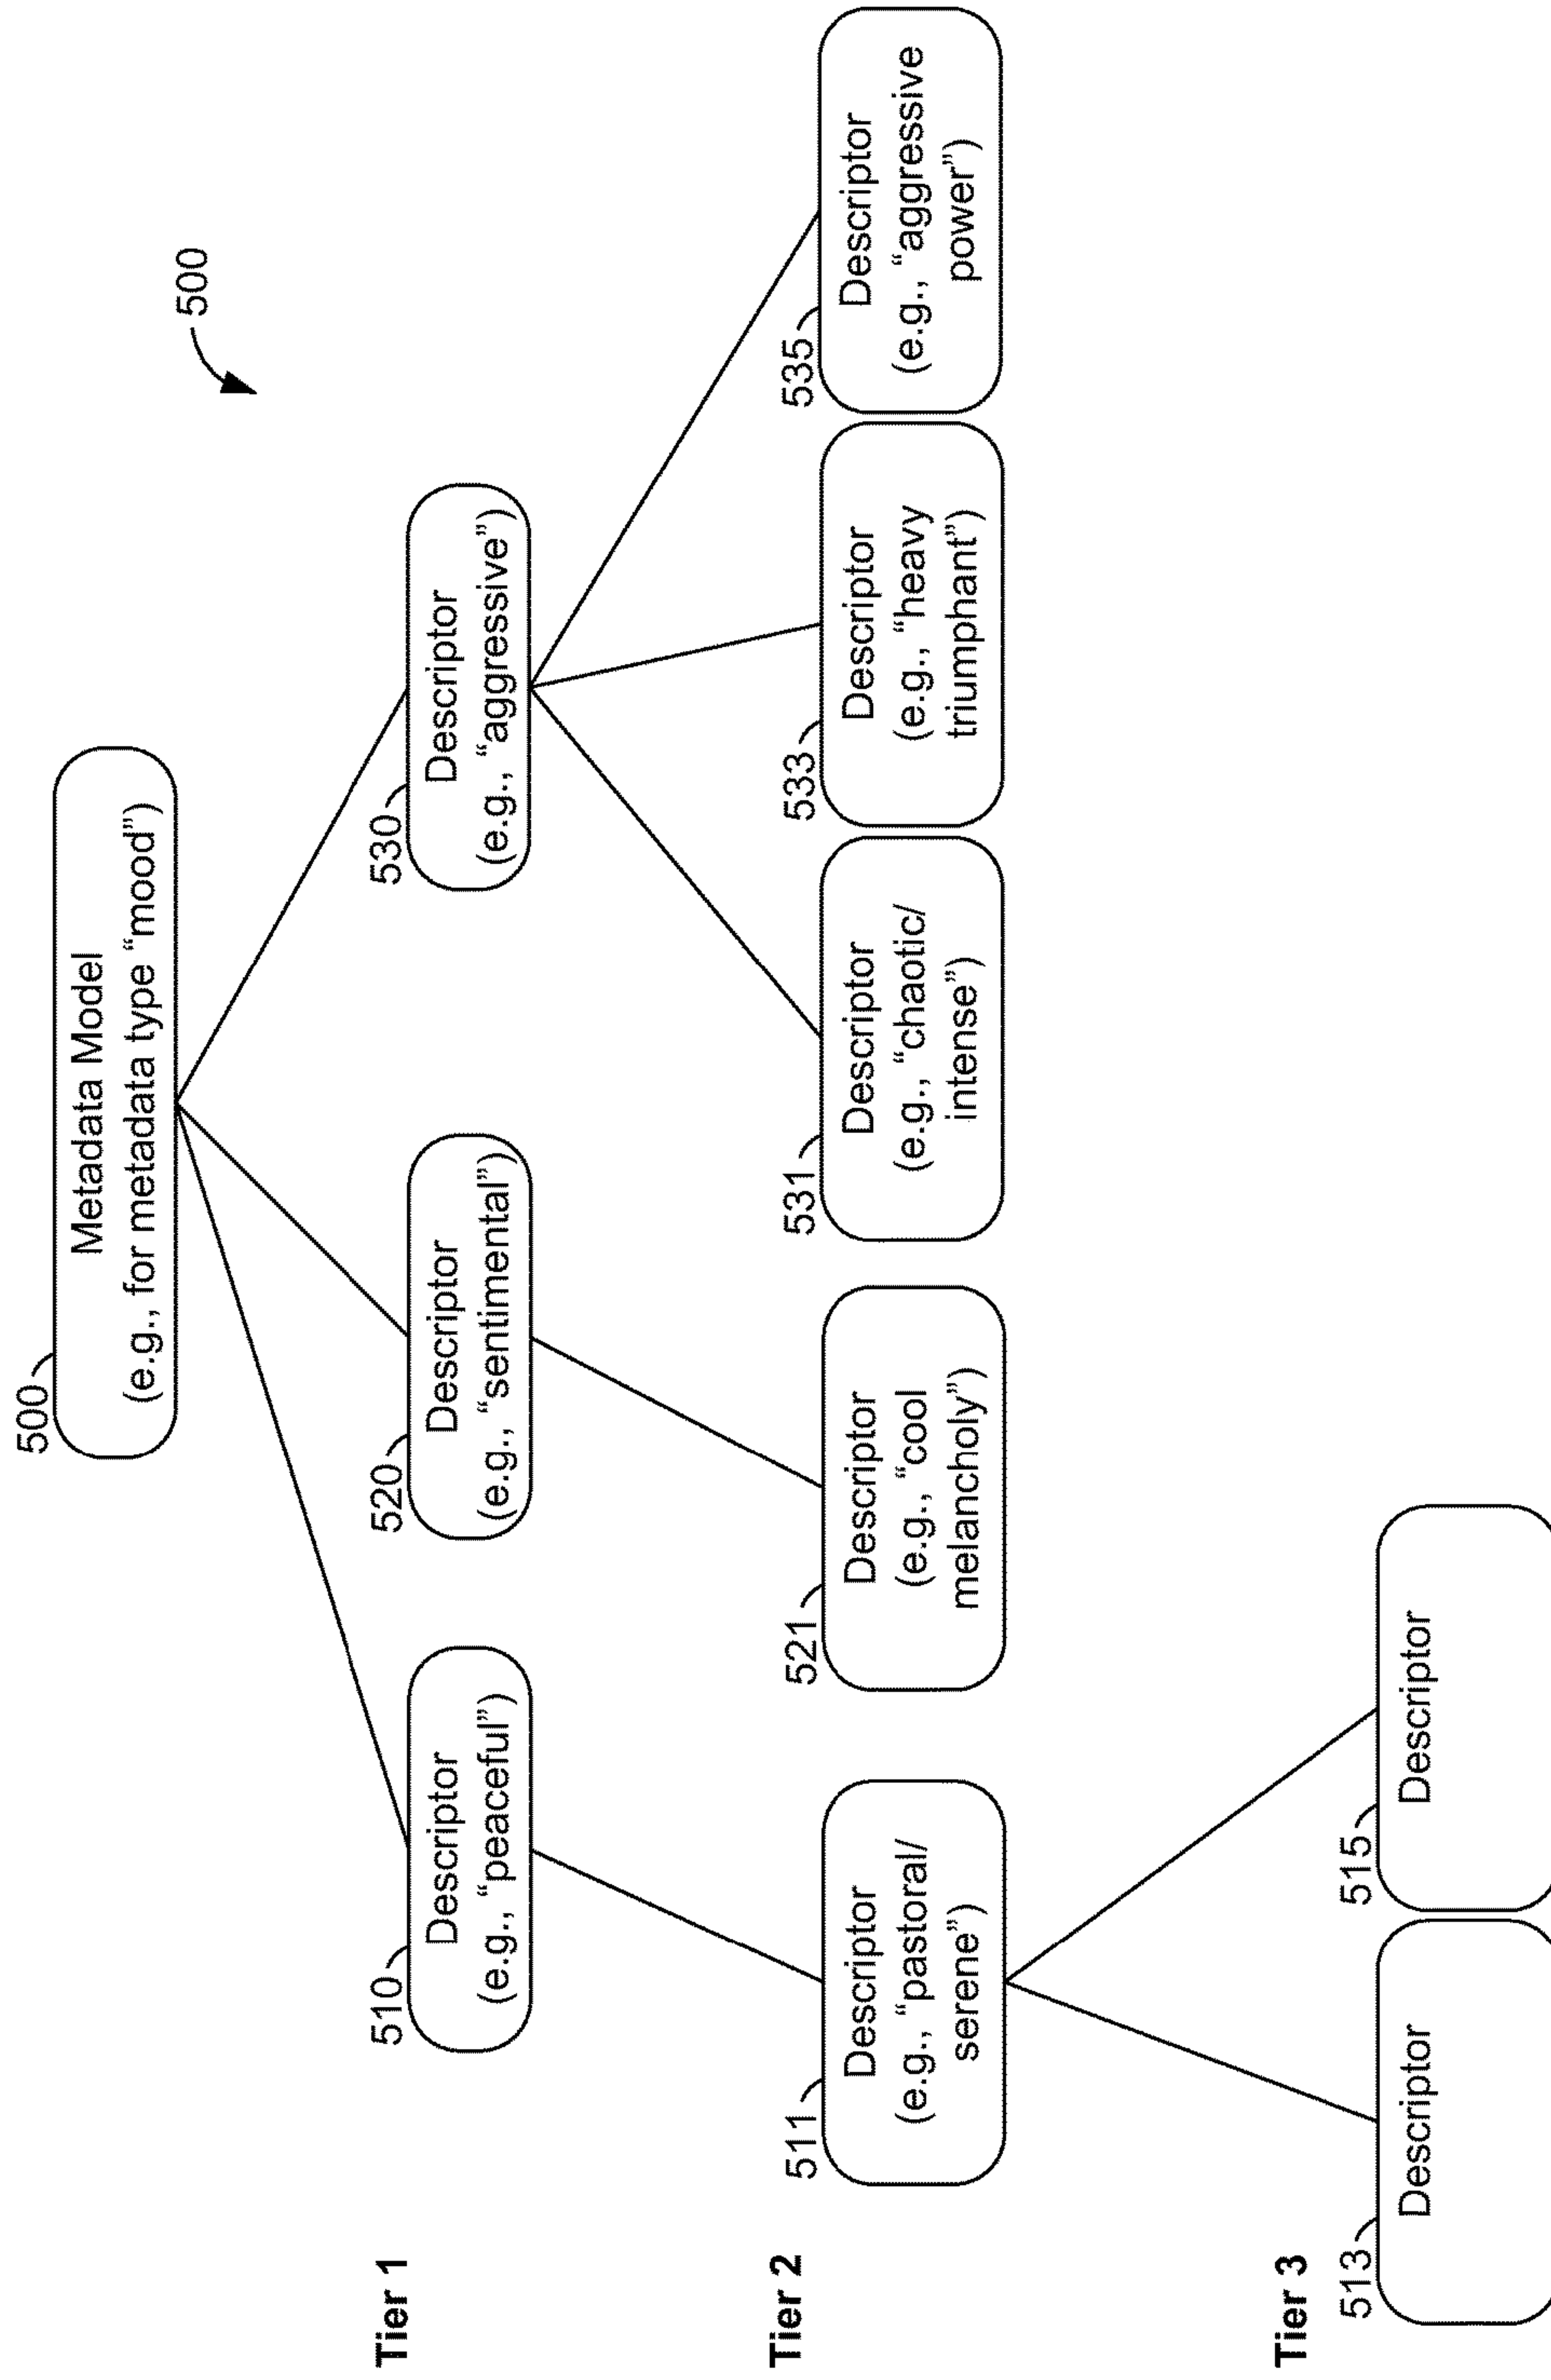 500
Metadata Model
(e.g., for metadata type “mood”)
500
Tier 1
510
Descriptor
(e.g., “peaceful”)
520
Descriptor
(e.g., “sentimental”)
530
Descriptor
(e.g., “aggressive”)
Tier 2
511
Descriptor
(e.g., “pastoral/
serene”)
521
Descriptor
(e.g., “cool
melancholy”)
531
Descriptor
(e.g., “chaotic/
intense”)
533
Descriptor
(e.g., “heavy
triumphant”)
535
Descriptor
(e.g., “aggressive
power”)
Tier 3
513
Descriptor
515
Descriptor